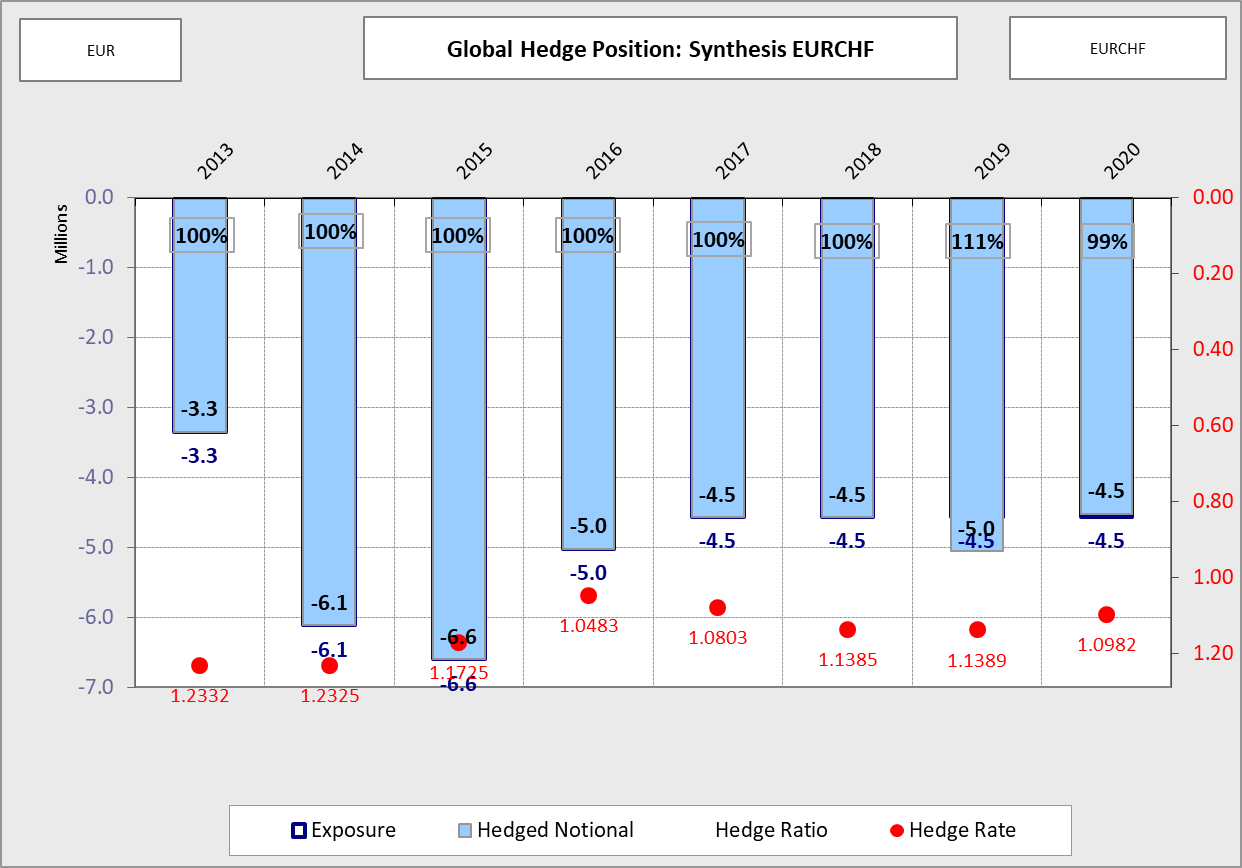 EUR
Global Hedge Position: Synthesis EURCHF
EURCHF
2013 2014 2015 2016 2017 2018 2019 2020
Millions
0.0
-1.0
-2.0
-3.0
-4.0
-5.0
-6.0
-7.0
0.00
0.20
0.40
0.60
0.80
1.00
1.20
100% 100% 100% 100% 100% 100% 111% 99%
-3.3 -6.1 -6.6 -5.0 -4.5 -4.5 -5.0 -4.5
-3.3 -6.1 -6.6 -5.0 -4.5 -4.5 -4.5 -4.5
1.2332 1.2325 1.1725 1.0483 1.0803 1.1385 1.1389 1.0982
Exposure Hedged Notional Hedge Ratio Hedge Rate